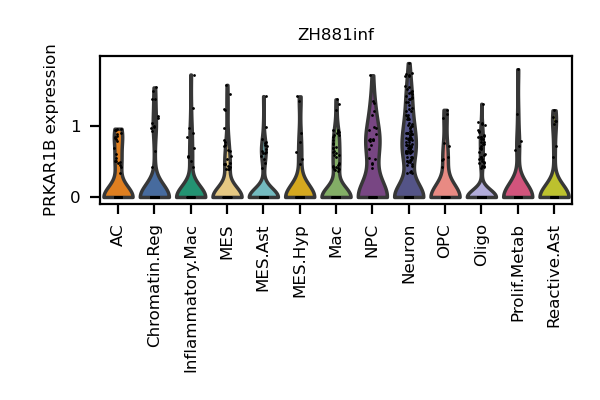 ZH881inf
PRKAR1B expression
1
0
AC
Chromatin.Reg
Inflammatory.Mac
MES
MES.Ast
MES.Hyp
Mac
NPC
Neuron
OPC
Oligo
Prolif.Metab
Reactive.Ast